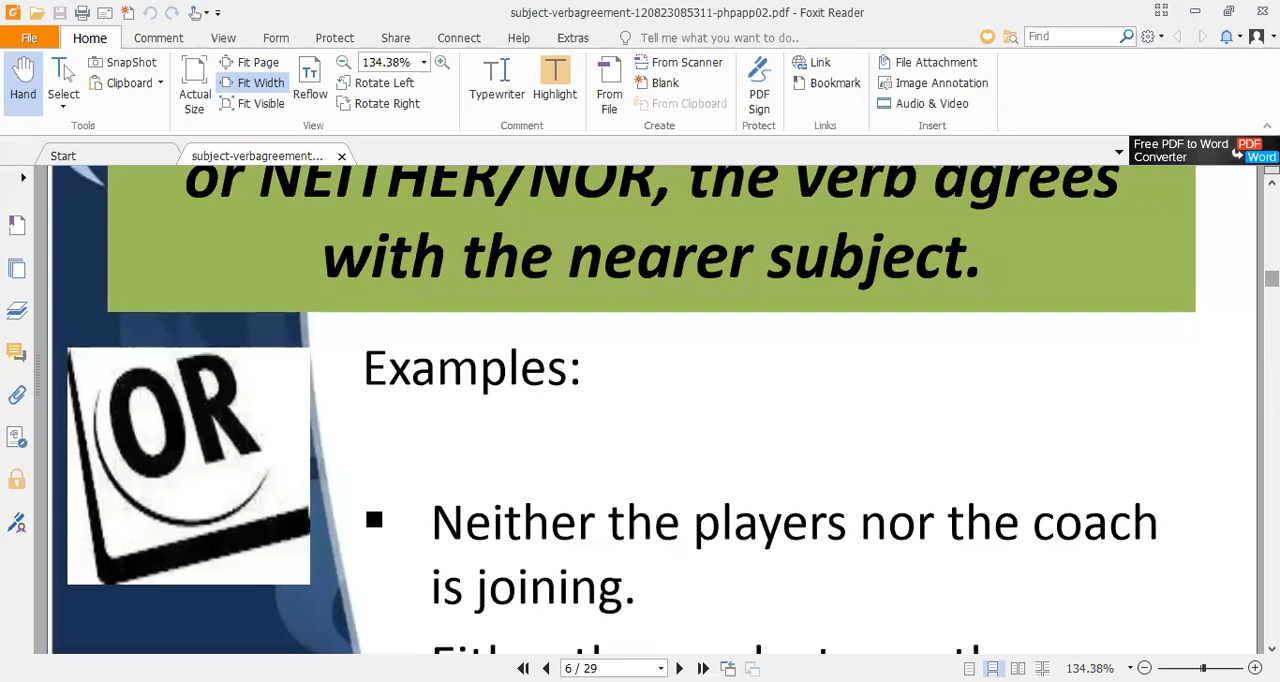 subject-verbagreement-120823085311-phpapp02.pdf - Foxit Reader
File Home Comment View Form Protect Share Connect Help Extras Tell me what you want to do.. Find
Hand
Select
SnapShot
Clipboard
Tools
Actual Size
Fit Page
Fit Width
Fit Visible
Reflow
134.38%
Rotate Left
Rotate Right
View
Typewriter
Highlight
Comment
From File
From Scanner
Blank
From Clipboard
Create
PDF Sign
Protect
Link
Bookmark
Links
File Attachment
Image Annotation
Audio & Video
Insert
Start
subject-verbagreement...
Free PDF to Word Converter
PDF
Word
or NEITHER/NOR, the verb agrees
with the nearer subject.
OR
Examples:
Neither the players nor the coach
is joining.
6 / 29
134.38%